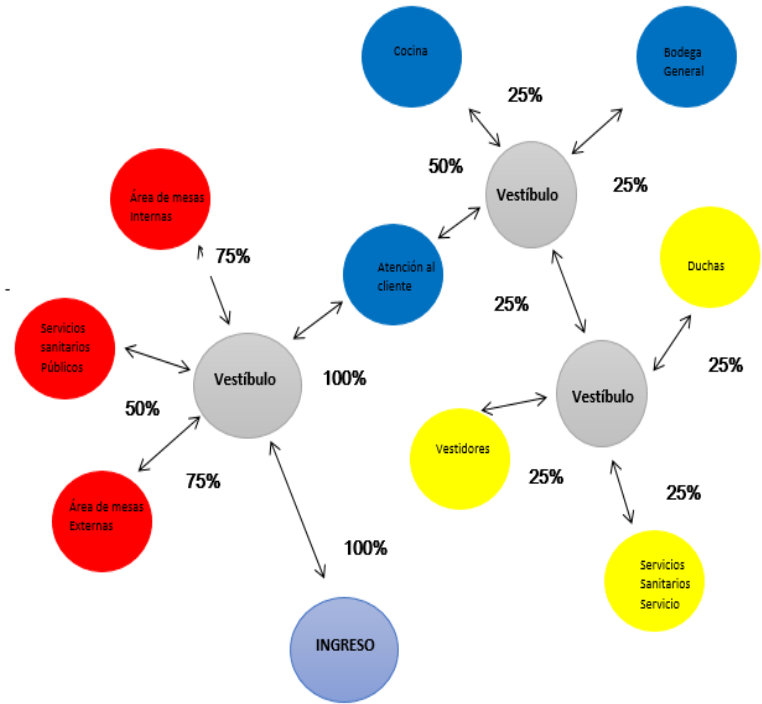 Cocina
Bodega
General
25%
50%
Vestíbulo
25%
Área de mesas
Internas
75%
Atención al
cliente
Duchas
25%
Servicios
sanitarios
Públicos
Vestíbulo
100%
25%
Vestíbulo
50%
75%
Vestidores
25%
25%
Área de mesas
Externas
100%
Servicios
Sanitarios
Servicio
INGRESO